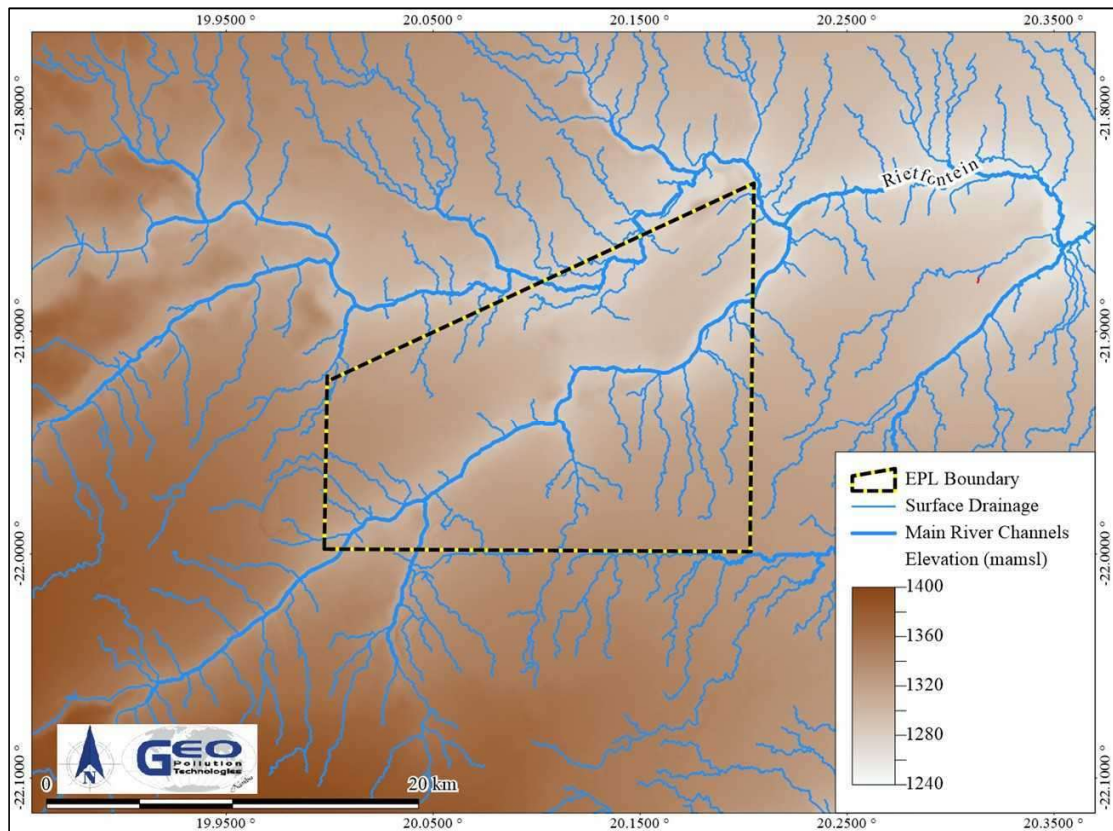 19.9500 °
20.0500 °
20.1500 °
20.2500 °
20.3500 °
-21.8000 °
-21.8000 °
Rietfontein
-21.9000 °
-21.9000 °
EPL Boundary
Surface Drainage
Main River Channels
-22.0000 °
-22.0000 °
Elevation (mamsl)
1400
1360
1320
1280
1240
N
GEO
Pollution
Technologies
0
20 km
-22.1000 °
-22.1000 °
19.9500 °
20.0500 °
20.1500 °
20.2500 °
20.3500 °